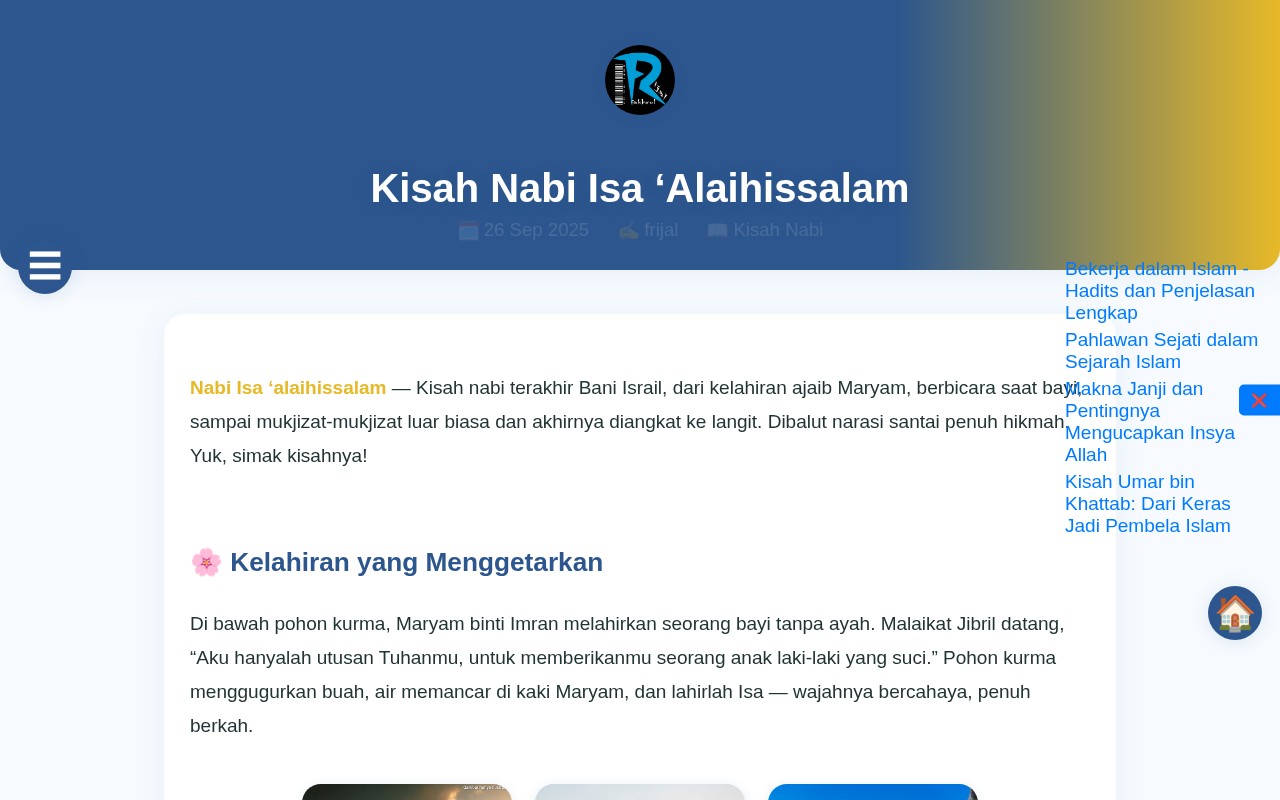 Kisah Nabi Isa ‘Alaihissalam
26 Sep 2025 frijal Kisah Nabi
Bekerja dalam Islam -
Hadits dan Penjelasan
Lengkap
Pahlawan Sejati dalam
Sejarah Islam
Makna Janji dan
Pentingnya
Mengucapkan Insya
Allah
Kisah Umar bin
Khattab: Dari Keras
Jadi Pembela Islam
Nabi Isa ‘alaihissalam — Kisah nabi terakhir Bani Israil, dari kelahiran ajaib Maryam, berbicara saat bayi,
sampai mukjizat-mukjizat luar biasa dan akhirnya diangkat ke langit. Dibalut narasi santai penuh hikmah.
Yuk, simak kisahnya!
Kelahiran yang Menggetarkan
Di bawah pohon kurma, Maryam binti Imran melahirkan seorang bayi tanpa ayah. Malaikat Jibril datang,
“Aku hanyalah utusan Tuhanmu, untuk memberikanmu seorang anak laki-laki yang suci.” Pohon kurma
menggugurkan buah, air memancar di kaki Maryam, dan lahirlah Isa — wajahnya bercahaya, penuh
berkah.